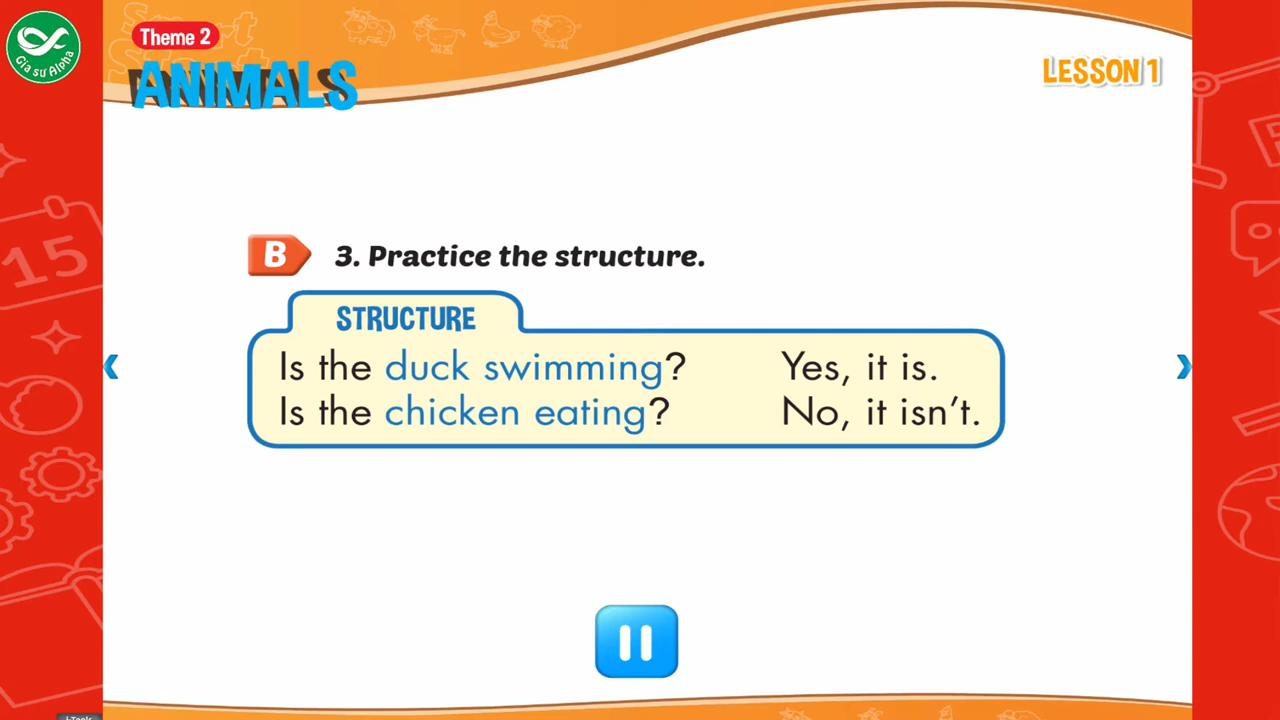 Gia sư Alpha
Theme 2
ANIMALS
LESSON 1
B 3. Practice the structure.
STRUCTURE
Is the duck swimming? Yes, it is.
Is the chicken eating? No, it isn't.
15